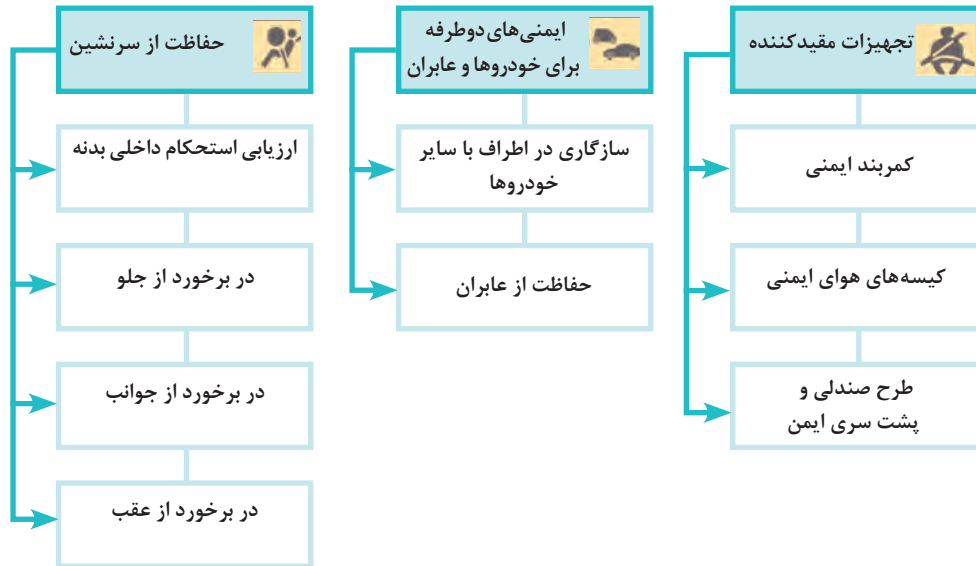 تجهیزات مقیدکننده
کمربند ایمنی
کیسه‌های هوای ایمنی
طرح صندلی و
پشت سری ایمن
ایمنی‌های دوطرفه
برای خودروها و عابران
سازگاری در اطراف با سایر
خودروها
حفاظت از عابران
حفاظت از سرنشین
ارزیابی استحکام داخلی بدنه
در برخورد از جلو
در برخورد از جوانب
در برخورد از عقب